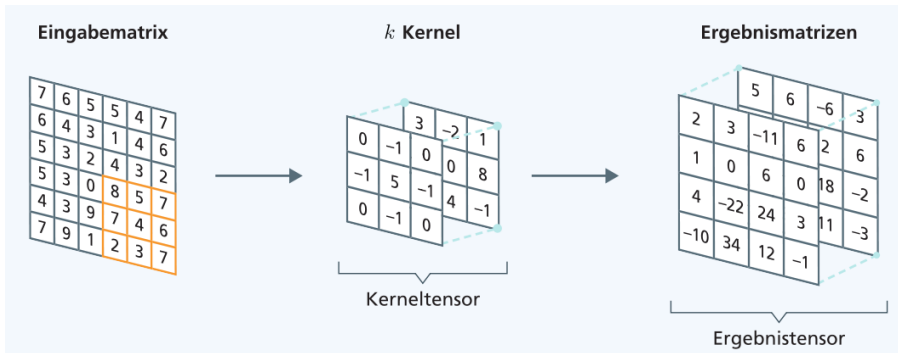 Eingabematrix
k Kernel
Ergebnismatrizen
7 6 5 5 4 7
6 4 3 1 4 6
5 3 2 4 3 2
5 3 0 8 5 7
4 3 9 7 4 6
7 9 1 2 3 7
0 -1 0
-1 5 -1
0 -1 0
3 -2 1
0 8
4 -1
2 3 -11 6
1 0 6 0
4 -22 24 3
-10 34 12 -1
5 6 -6 3
2 6
18 -2
11 -3
Kerneltensor
Ergebnistensor